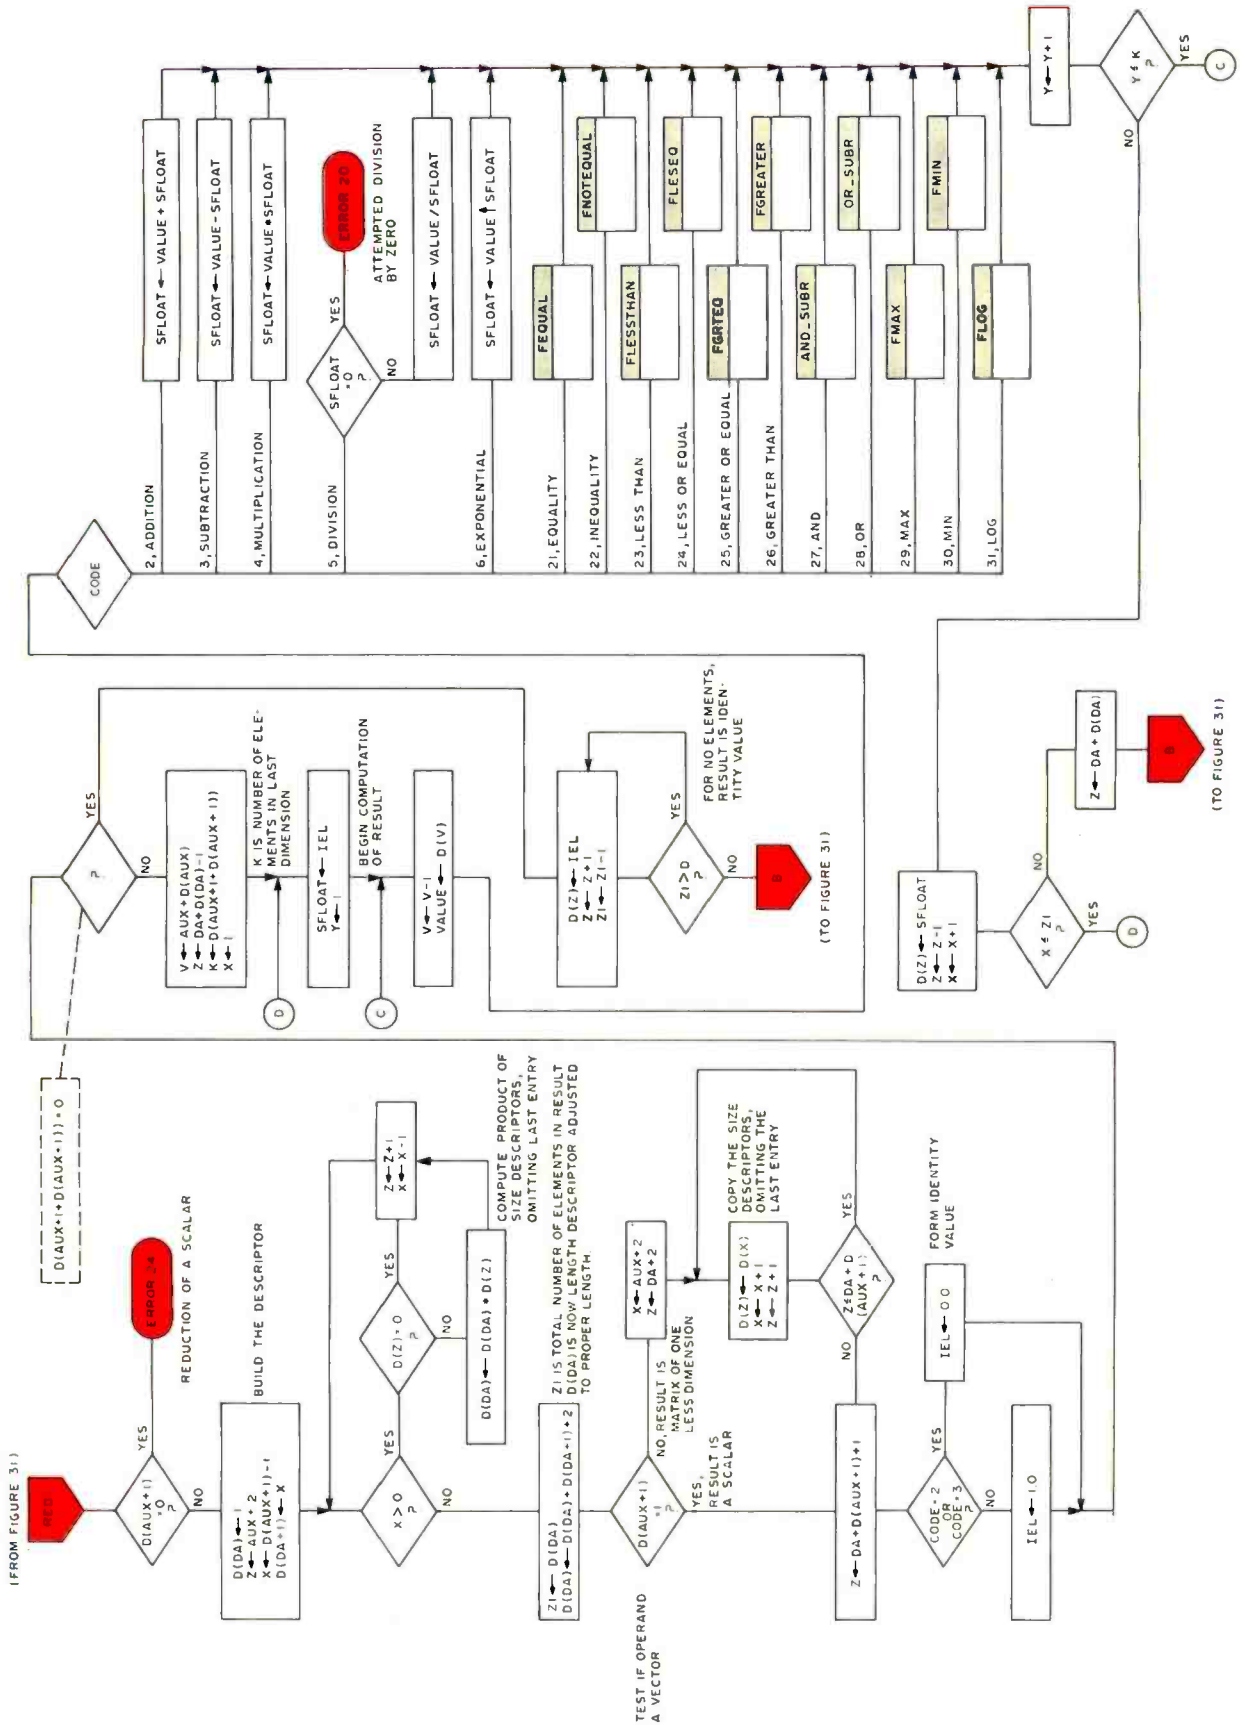 (FROM FIGURE 31)
RED
D(AUX+1)
=0
?
YES
ERROR 24
REDUCTION OF A SCALAR
NO
D(AUX+1+D(AUX+1))=0
D(DA)←1
Z←AUX+2
X←D(AUX+1)-1
D(DA+1)←X
BUILD THE DESCRIPTOR
X>0
?
YES
NO
D(Z)=0
?
YES
NO
Z←Z+1
X←X-1
D(DA)←D(DA)*D(Z)
COMPUTE PRODUCT OF
SIZE DESCRIPTORS,
OMITTING LAST ENTRY
Z1←D(DA)
D(DA)←D(DA)+D(DA+1)+2
Z1 IS TOTAL NUMBER OF ELEMENTS IN RESULT
D(DA) IS NOW LENGTH DESCRIPTOR ADJUSTED
TO PROPER LENGTH
TEST IF OPERAND
A VECTOR
D(AUX+1)
=1
?
NO, RESULT IS
MATRIX OF ONE
LESS DIMENSION
YES,
RESULT IS
A SCALAR
X←AUX+2
Z←DA+2
D(Z)←D(X)
X←X+1
Z←Z+1
COPY THE SIZE
DESCRIPTORS,
OMITTING THE
LAST ENTRY
Z≤DA+D
(AUX+1)
?
YES
NO
Z←DA+D(AUX+1)+1
CODE=2
OR
CODE=3
?
YES
NO
IEL←0.0
FORM IDENTITY
VALUE
IEL←1.0
?
YES
NO
V←AUX+D(AUX)
Z←DA+D(DA)-1
K←D(AUX+1+D(AUX+1))
X←1
K IS NUMBER OF ELE-
MENTS IN LAST
DIMENSION
D
SFLOAT←IEL
Y←1
BEGIN COMPUTATION
OF RESULT
C
V←V-1
VALUE←D(V)
D(Z)←IEL
Z←Z+1
Z1←Z1-1
Z1>D
?
YES
NO
FOR NO ELEMENTS,
RESULT IS IDEN-
TITY VALUE
B
(TO FIGURE 31)
D(Z)←SFLOAT
Z←Z-1
X←X+1
X≤Z1
?
NO
YES
D
Z←DA+D(DA)
B
(TO FIGURE 31)
CODE
2, ADDITION
SFLOAT←VALUE+SFLOAT
3, SUBTRACTION
SFLOAT←VALUE-SFLOAT
4, MULTIPLICATION
SFLOAT←VALUE*SFLOAT
5, DIVISION
SFLOAT
=0
?
YES
ERROR 20
ATTEMPTED DIVISION
BY ZERO
NO
SFLOAT←VALUE/SFLOAT
6, EXPONENTIAL
SFLOAT←VALUE↑SFLOAT
21, EQUALITY
FEQUAL
22, INEQUALITY
FNOTEQUAL
23, LESS THAN
FLESSTHAN
24, LESS OR EQUAL
FLESEQ
25, GREATER OR EQUAL
FGRTEQ
26, GREATER THAN
FGREATER
27, AND
AND_SUBR
28, OR
OR_SUBR
29, MAX
FMAX
30, MIN
FMIN
31, LOG
FLOG
Y←Y+1
Y≤K
?
NO
YES
C